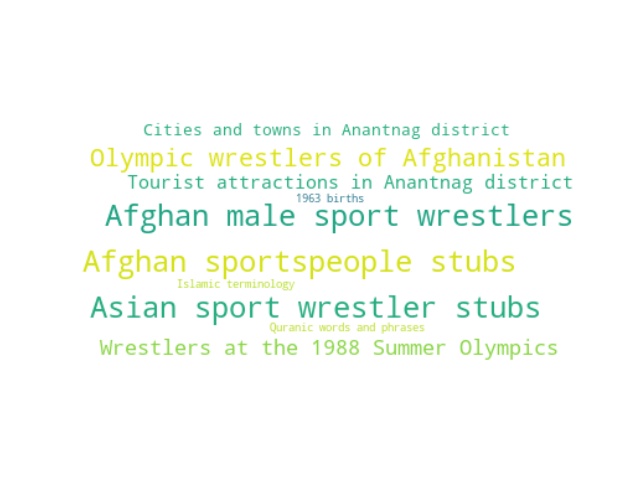 Cities and towns in Anantnag district
Olympic wrestlers of Afghanistan
Tourist attractions in Anantnag district
1963 births
Afghan male sport wrestlers
Afghan sportspeople stubs
Islamic terminology
Asian sport wrestler stubs
Quranic words and phrases
Wrestlers at the 1988 Summer Olympics